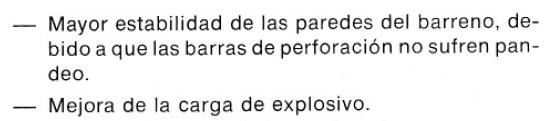 — Mayor estabilidad de las paredes del barreno, de-
bido a que las barras de perforación no sufren pan-
deo.
— Mejora de la carga de explosivo.